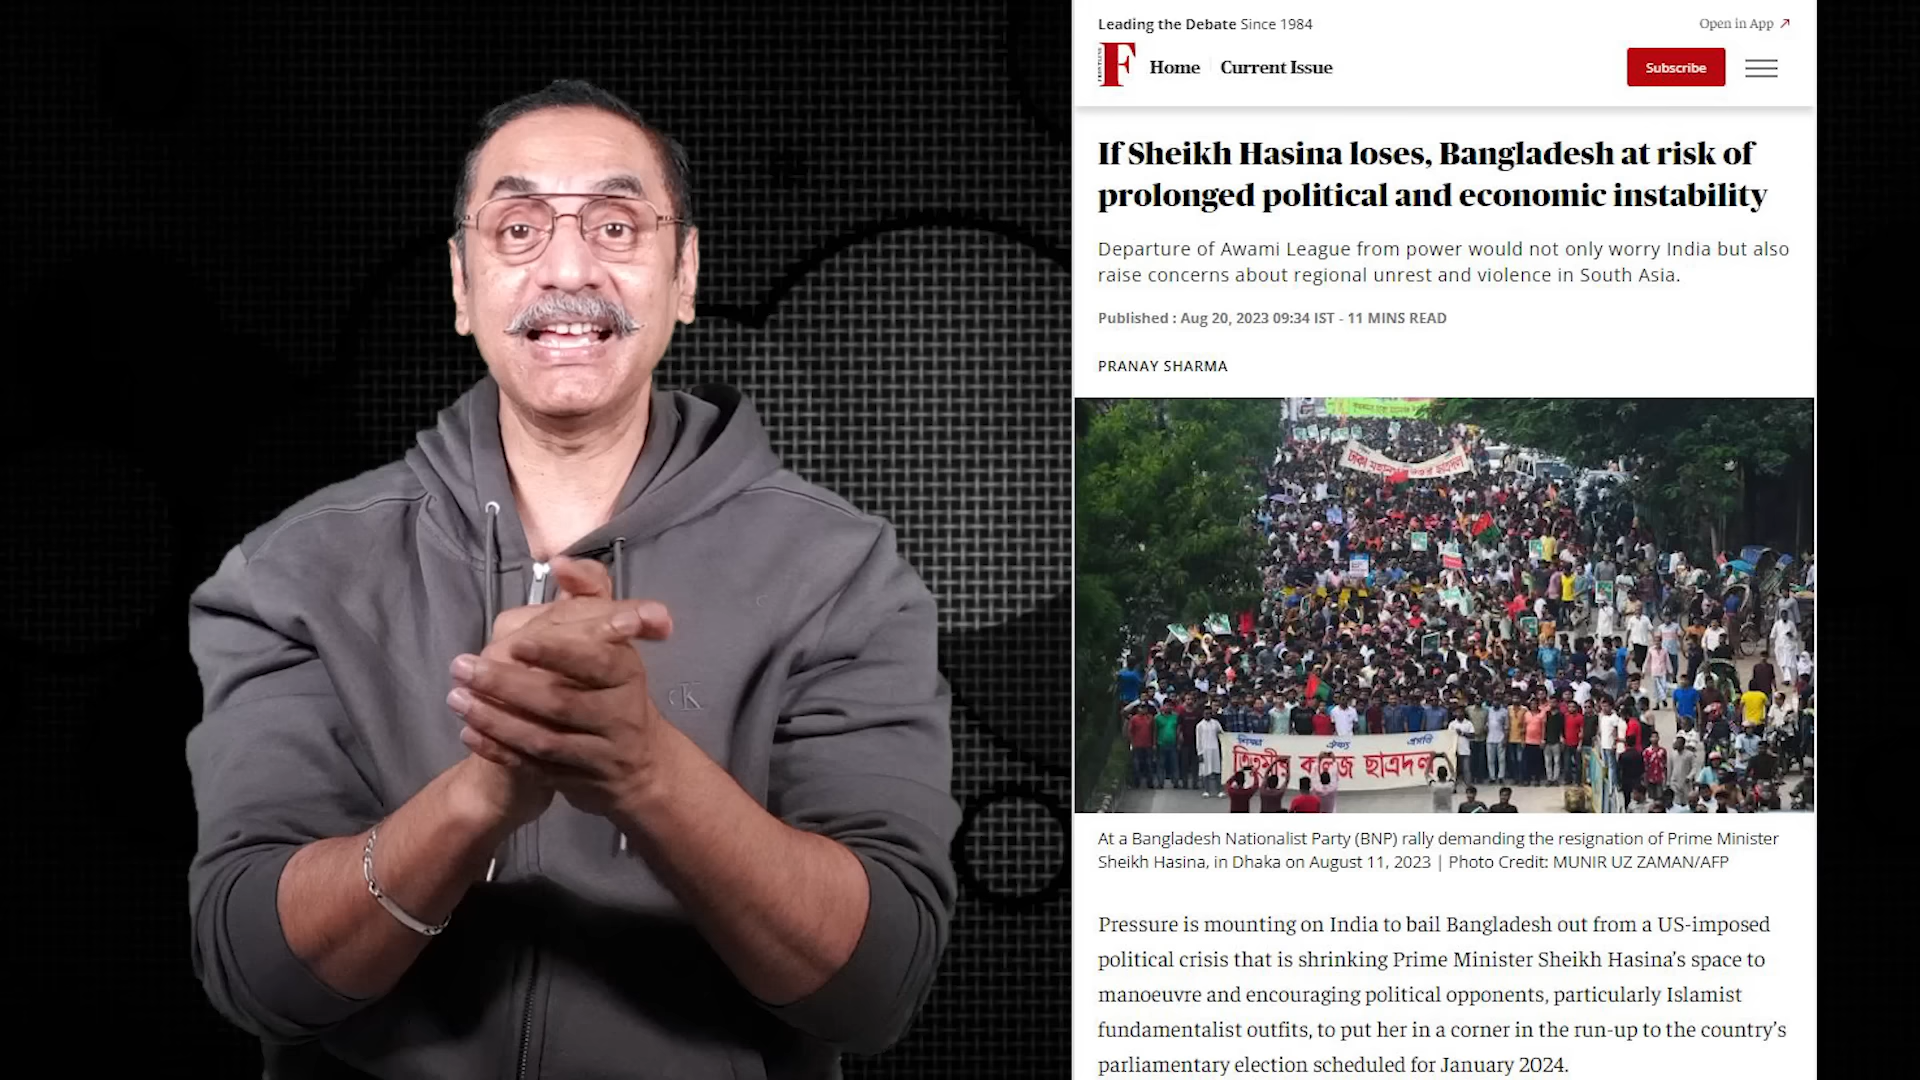 Leading the Debate Since 1984
Open in App
FRONTLINE
F
Home
Current Issue
Subscribe
If Sheikh Hasina loses, Bangladesh at risk of
prolonged political and economic instability
Departure of Awami League from power would not only worry India but also
raise concerns about regional unrest and violence in South Asia.
Published : Aug 20, 2023 09:34 IST - 11 MINS READ
PRANAY SHARMA
তিতুমীর কলেজ ছাত্রদল
At a Bangladesh Nationalist Party (BNP) rally demanding the resignation of Prime Minister
Sheikh Hasina, in Dhaka on August 11, 2023 | Photo Credit: MUNIR UZ ZAMAN/AFP
Pressure is mounting on India to bail Bangladesh out from a US-imposed
political crisis that is shrinking Prime Minister Sheikh Hasina’s space to
manoeuvre and encouraging political opponents, particularly Islamist
fundamentalist outfits, to put her in a corner in the run-up to the country’s
parliamentary election scheduled for January 2024.
CK